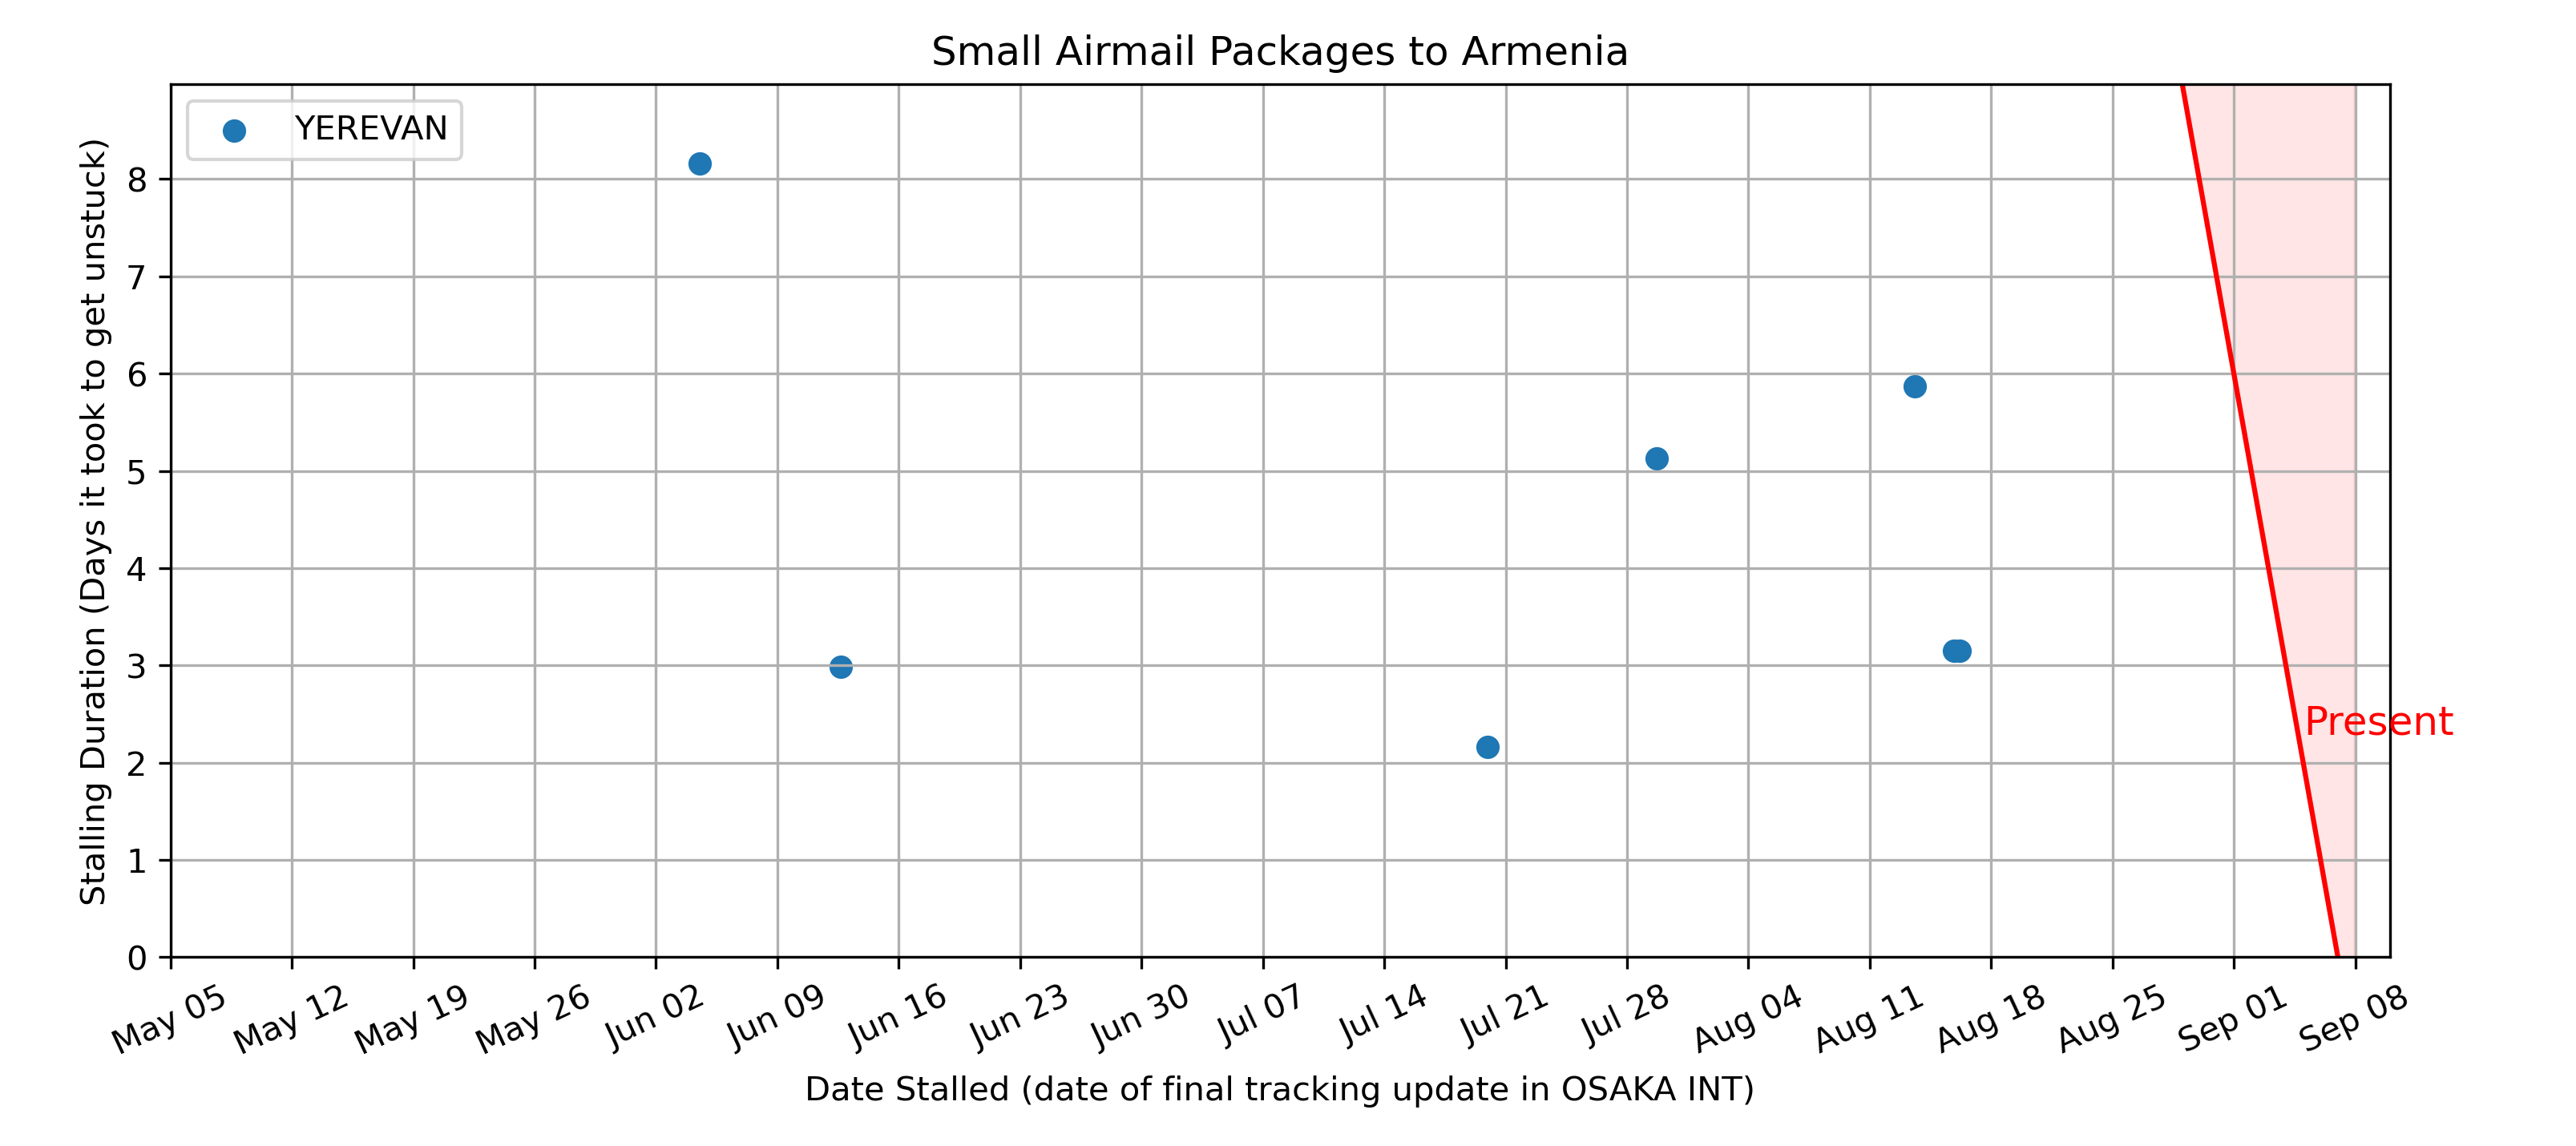 Small Airmail Packages to Armenia
YEREVAN
Stalling Duration (Days it took to get unstuck)
8
7
6
5
4
3
2
1
0
Present
May 05
May 12
May 19
May 26
Jun 02
Jun 09
Jun 16
Jun 23
Jun 30
Jul 07
Jul 14
Jul 21
Jul 28
Aug 04
Aug 11
Aug 18
Aug 25
Sep 01
Sep 08
Date Stalled (date of final tracking update in OSAKA INT)